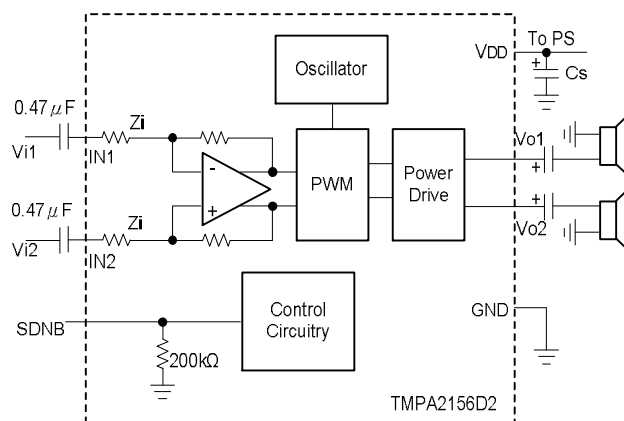 To PS
VDD
+
Cs
Oscillator
0.47μF
Zi
Vi1
IN1
-
+
PWM
Power
Drive
Vo1
+
+
Vo2
0.47μF
Zi
Vi2
IN2
SDNB
200kΩ
Control
Circuitry
GND
TMPA2156D2